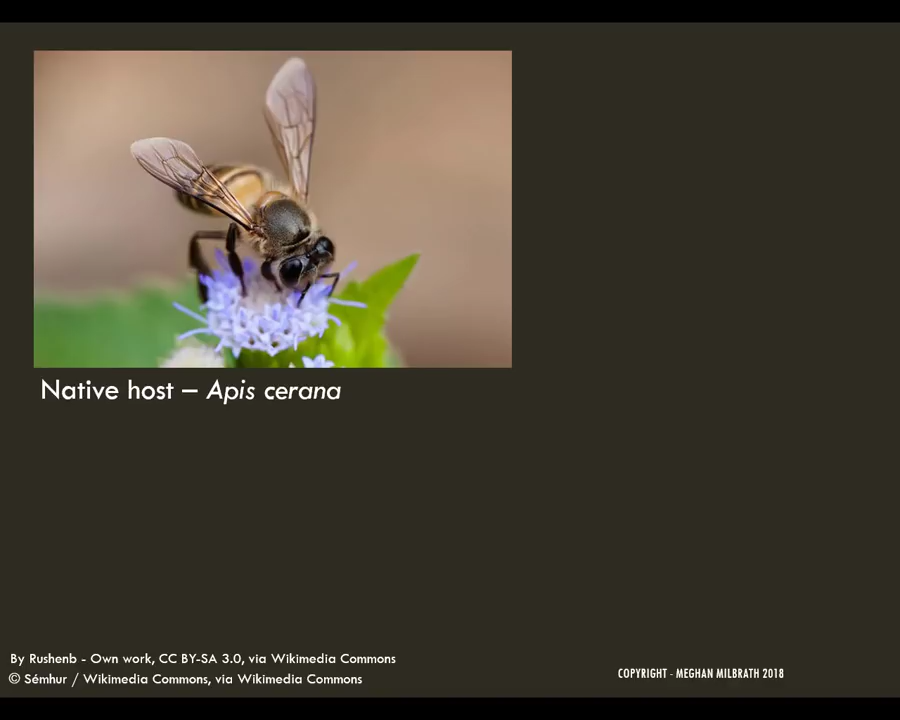 Native host – Apis cerana
By Rushenb - Own work, CC BY-SA 3.0, via Wikimedia Commons
© Sémhur / Wikimedia Commons, via Wikimedia Commons
COPYRIGHT - MEGHAN MILBRATH 2018